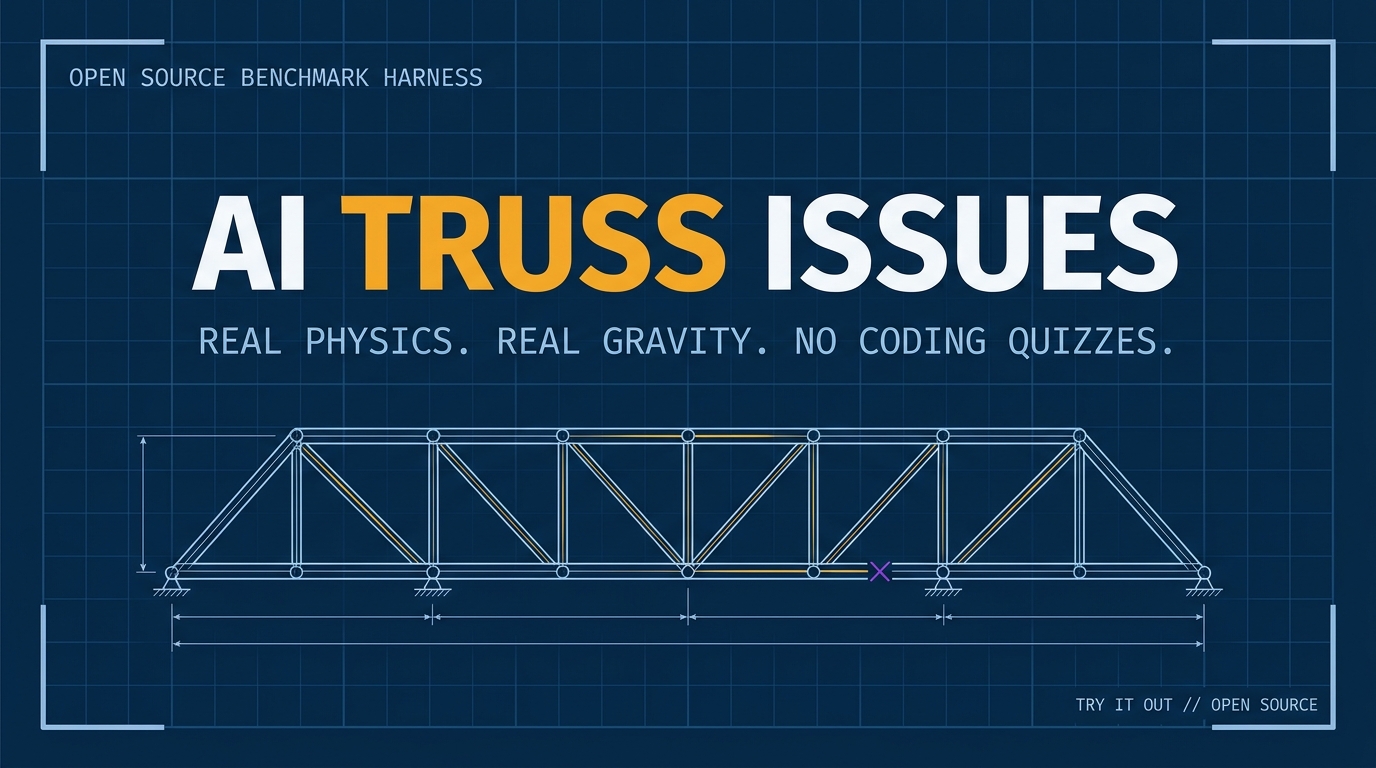 OPEN SOURCE BENCHMARK HARNESS
AI TRUSS ISSUES
REAL PHYSICS. REAL GRAVITY. NO CODING QUIZZES.
TRY IT OUT // OPEN SOURCE